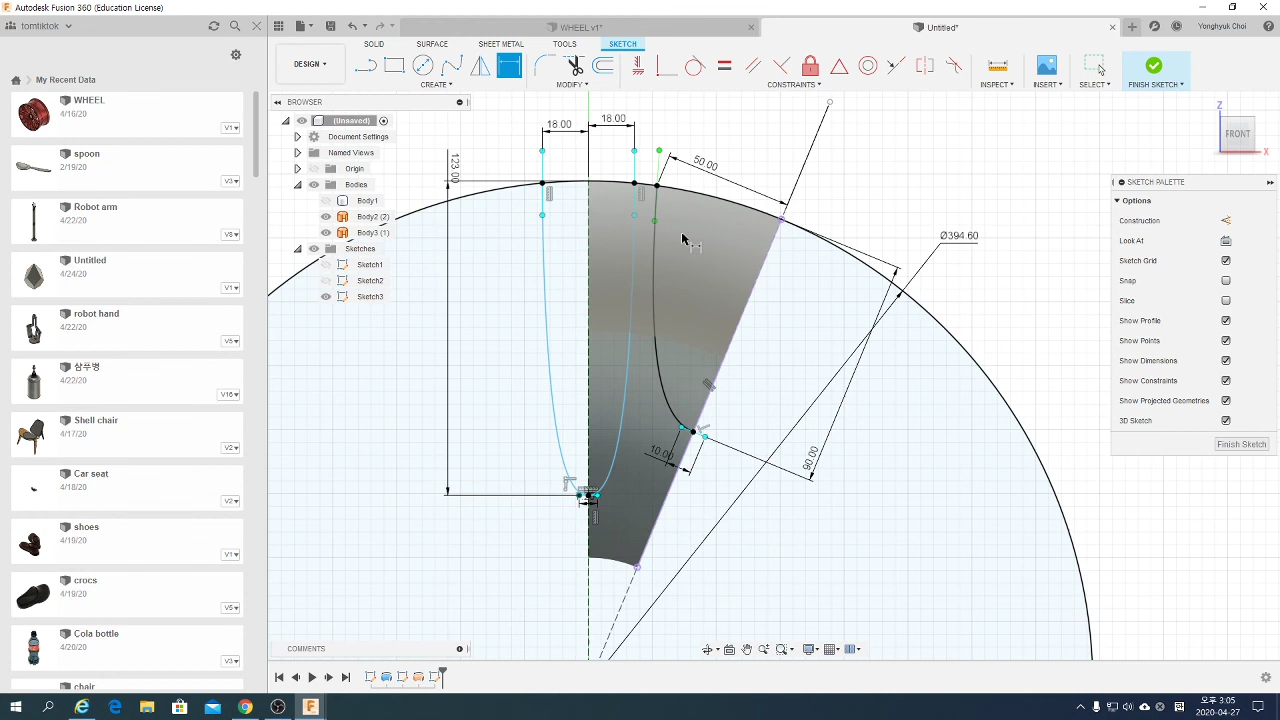 Autodesk Fusion 360 (Education License)
tomtiktok
WHEEL v1*
Untitled*
Yonghyuk Choi
DESIGN
SOLID
SURFACE
SHEET METAL
TOOLS
SKETCH
CREATE
MODIFY
CONSTRAINTS
INSPECT
INSERT
SELECT
FINISH SKETCH
My Recent Data
WHEEL
4/16/20
V1
spoon
2/19/20
V3
Robot arm
4/22/20
V8
Untitled
4/24/20
V1
robot hand
4/22/20
V5
샴푸병
4/22/20
V16
Shell chair
4/17/20
V2
Car seat
4/18/20
V2
shoes
4/19/20
V1
crocs
4/19/20
V5
Cola bottle
4/20/20
V3
chair
BROWSER
(Unsaved)
Document Settings
Named Views
Origin
Bodies
Body1
Body2 (2)
Body3 (1)
Sketches
Sketch1
Sketch2
Sketch3
18.00
18.00
123.00
50.00
Ø394.60
10.00
90.00
Z
FRONT
X
SKETCH PALETTE
Options
Construction
Look At
Sketch Grid
Snap
Slice
Show Profile
Show Points
Show Dimensions
Show Constraints
Show Projected Geometries
3D Sketch
Finish Sketch
COMMENTS
오후 3:05
2020-04-27